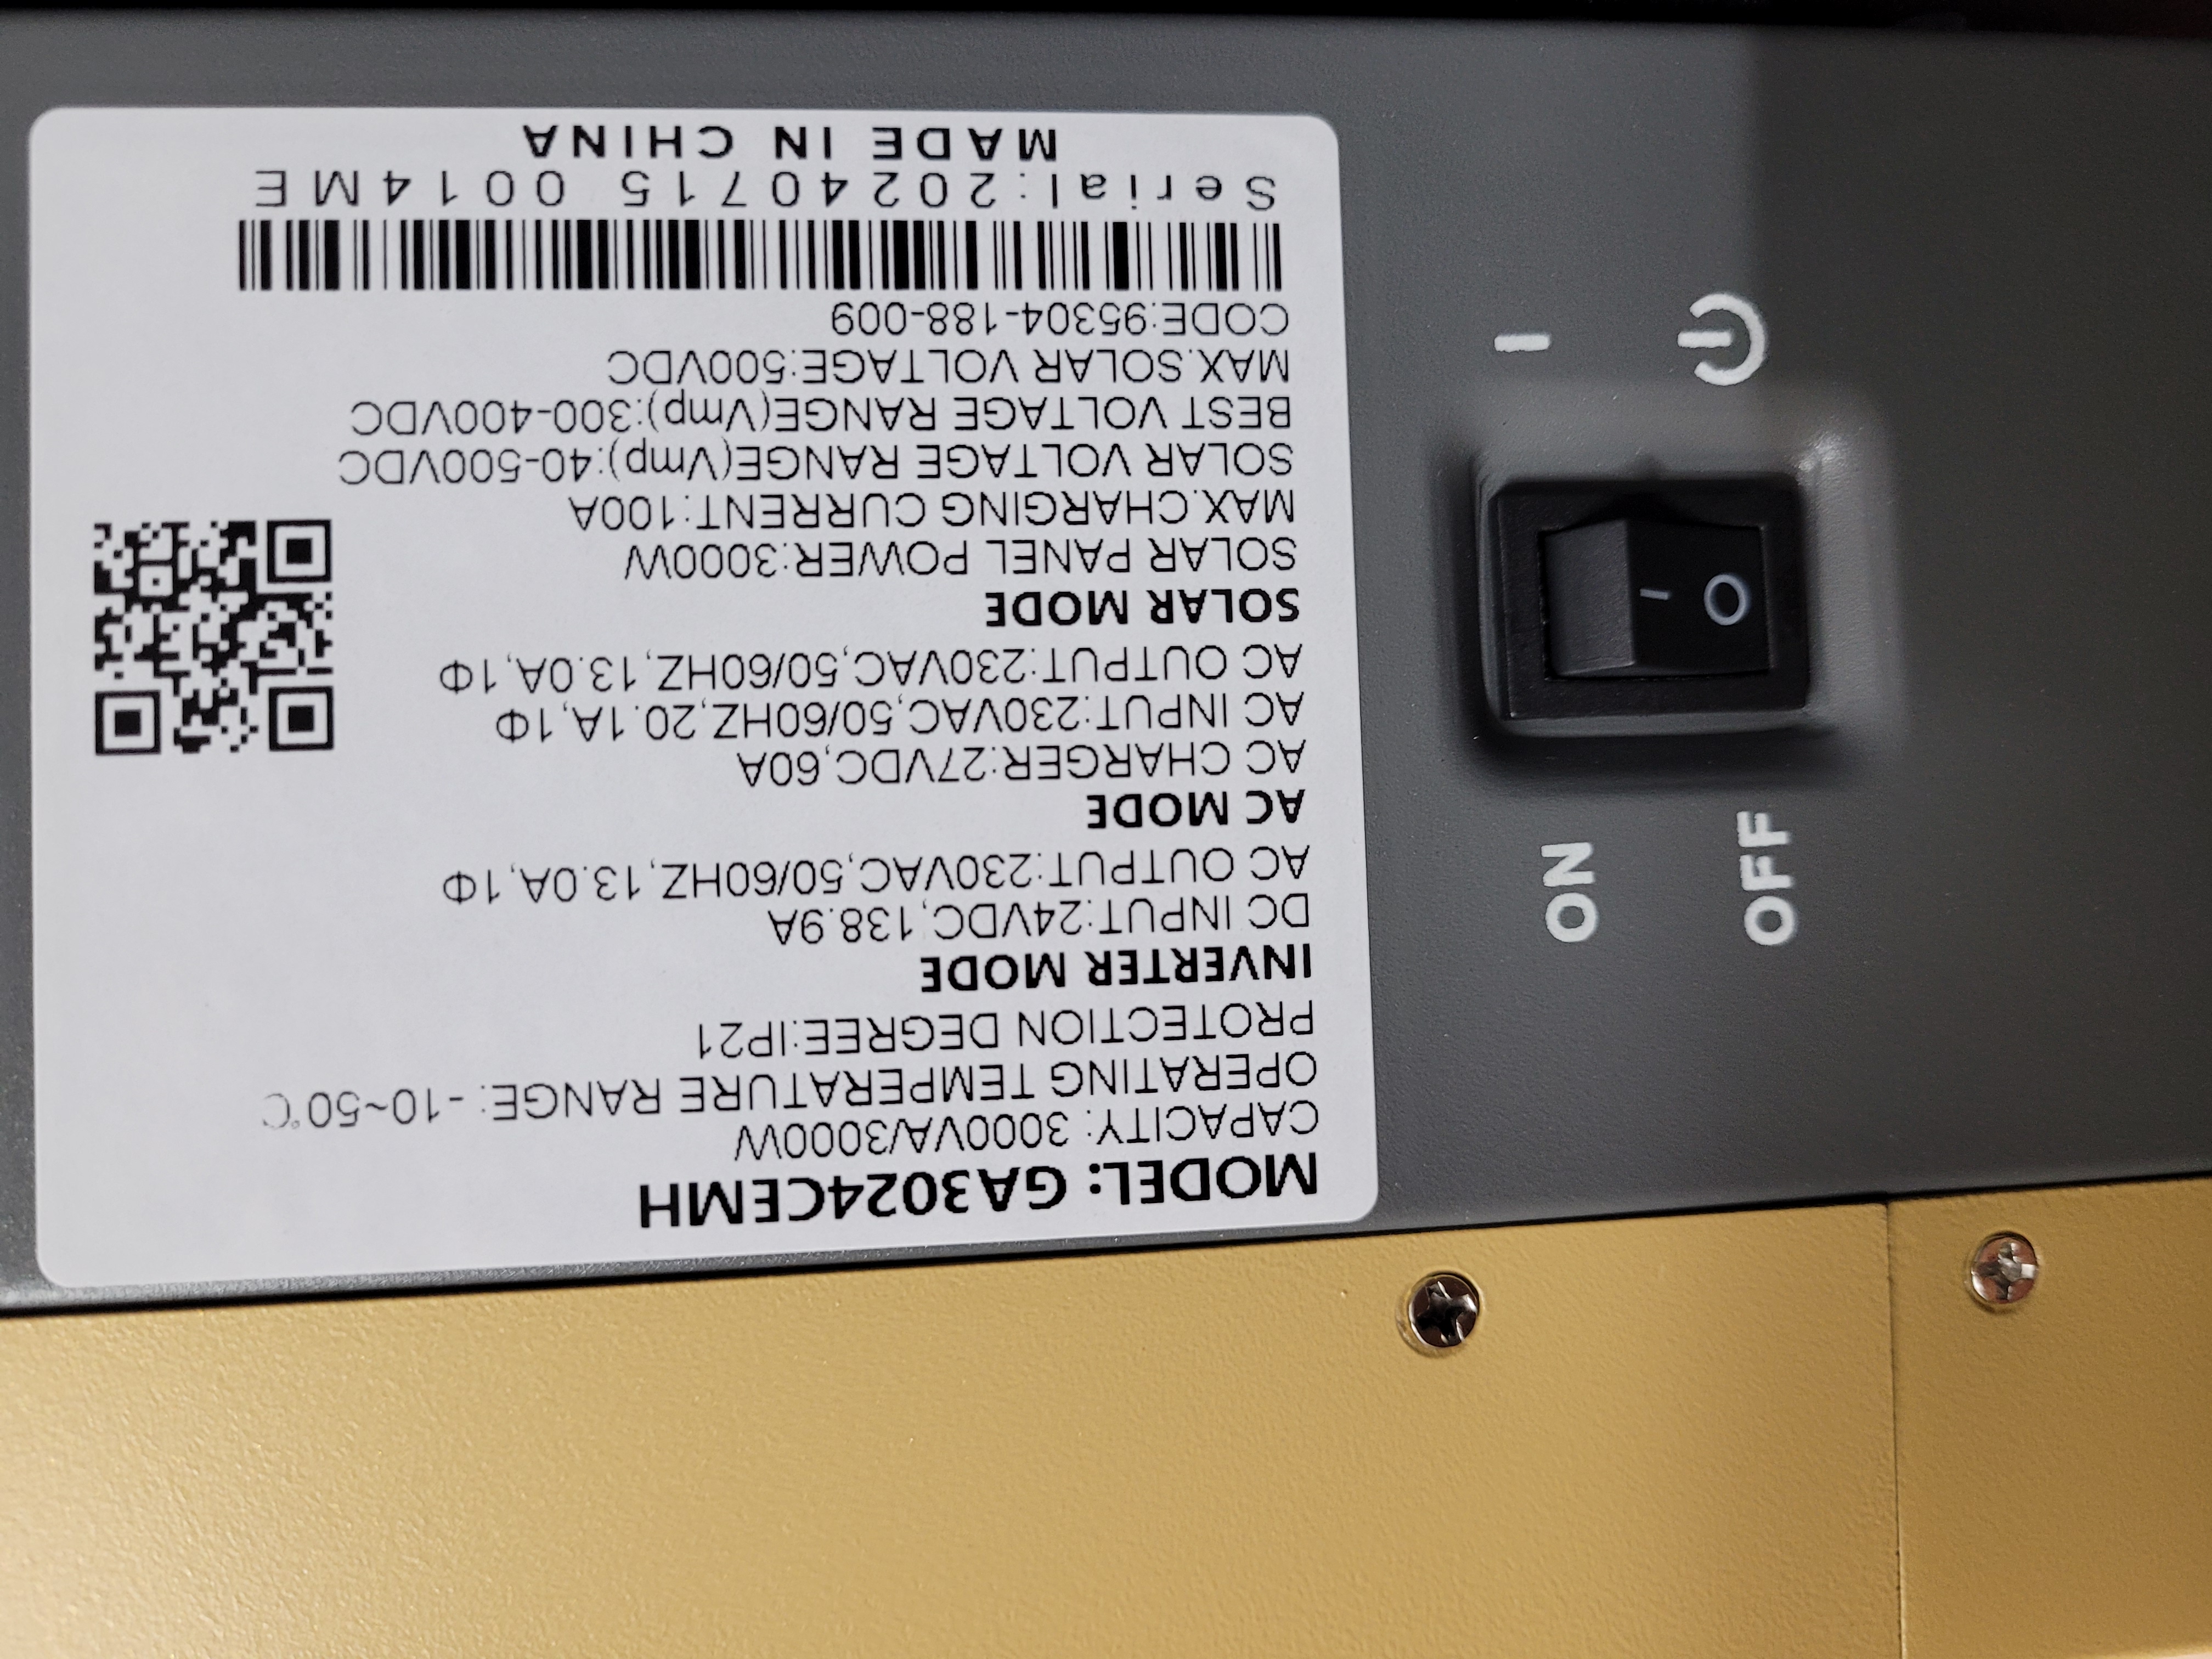 MODEL: GA3024CEMH
CAPACITY: 3000VA/3000W
OPERATING TEMPERATURE RANGE: -10~50℃
PROTECTION DEGREE:IP21
INVERTER MODE
DC INPUT:24VDC,138.9A
AC OUTPUT:230VAC,50/60HZ,13.0A,1Φ
AC MODE
AC CHARGER:27VDC,60A
AC INPUT:230VAC,50/60HZ,20.1A,1Φ
AC OUTPUT:230VAC,50/60HZ,13.0A,1Φ
SOLAR MODE
SOLAR PANEL POWER:3000W
MAX.CHARGING CURRENT:100A
SOLAR VOLTAGE RANGE(Vmp):40-500VDC
BEST VOLTAGE RANGE(Vmp):300-400VDC
MAX.SOLAR VOLTAGE:500VDC
CODE:95304-188-009
Serial:20240715 0014ME
MADE IN CHINA
ON
OFF